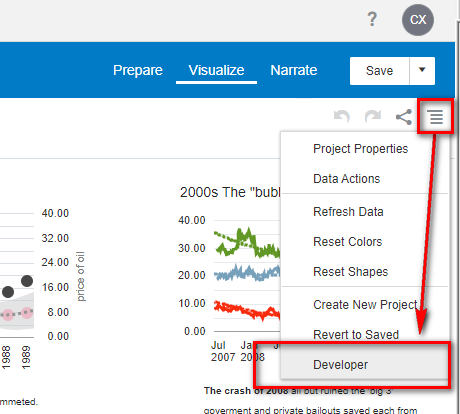 ?
CX
Prepare Visualize Narrate Save
Project Properties
Data Actions
Refresh Data
Reset Colors
Reset Shapes
Create New Project
Revert to Saved
Developer
40.00
32.00
24.00
16.00
8.00
0.00
price of oil
1988
1989
2000s The "bubb
40.00
30.00
20.00
10.00
0.00
Jul
2007
Jan
2008
The crash of 2008 all but ruined the 'big 3'
goverment and private bailouts saved each from
mmeted.